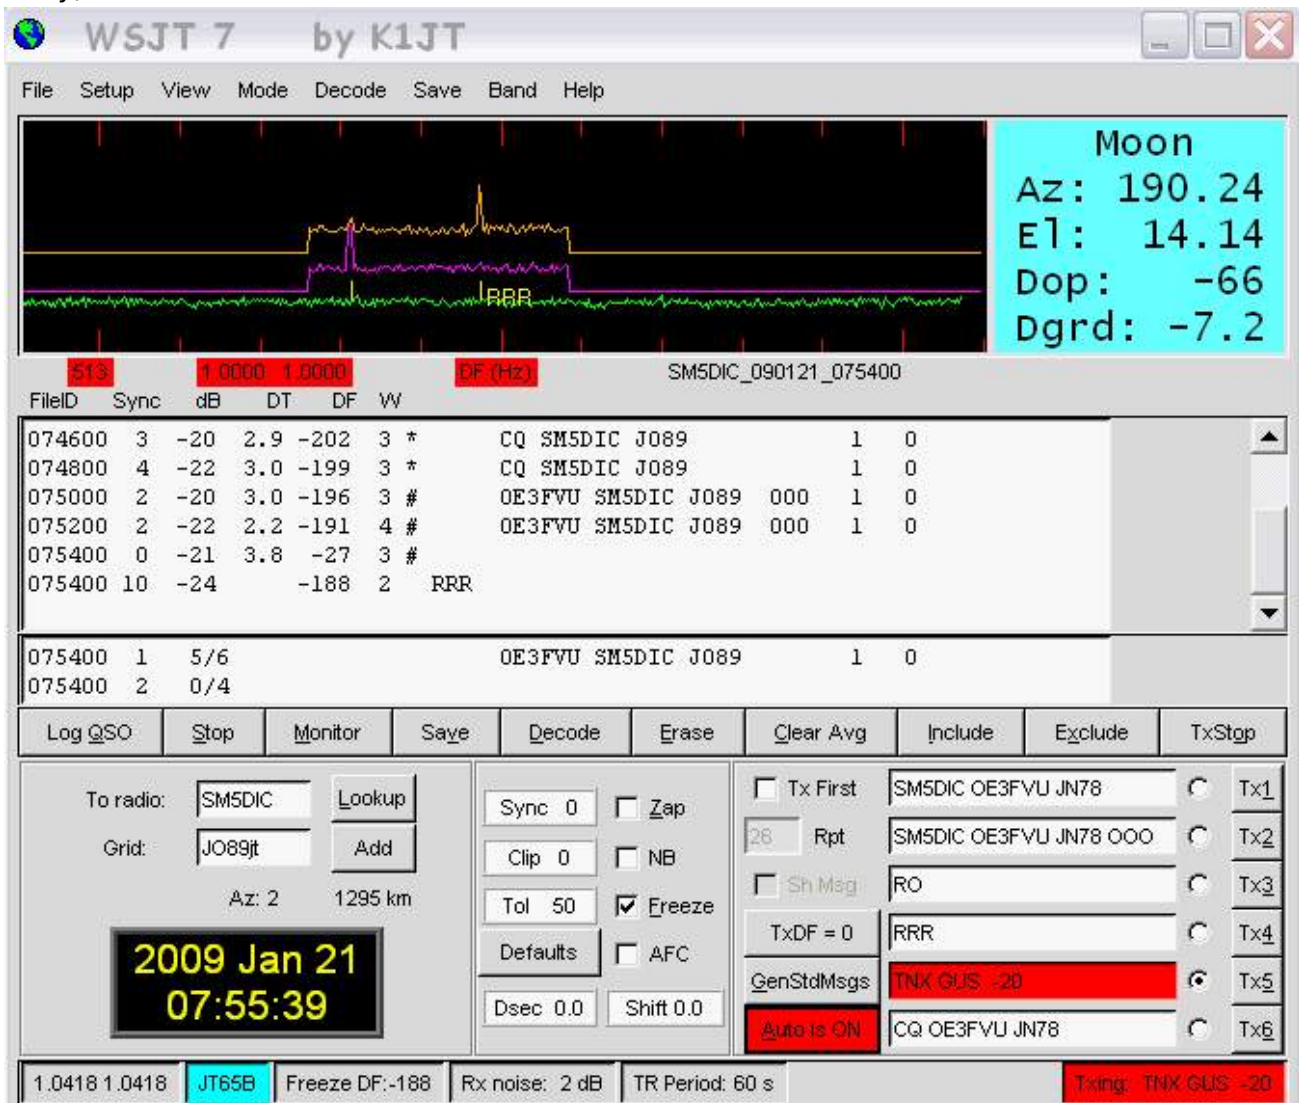 WSJT 7 by K1JT
File Setup View Mode Decode Save Band Help
Moon
Az: 190.24
El: 14.14
Dop: -66
Dgrd: -7.2
RRR
513 1.0000 1.0000 DF (Hz) SM5DIC_090121_075400
FileID Sync dB DT DF W
074600 3 -20 2.9 -202 3 * CQ SM5DIC JO89 1 0
074800 4 -22 3.0 -199 3 * CQ SM5DIC JO89 1 0
075000 2 -20 3.0 -196 3 # OE3FVU SM5DIC JO89 OOO 1 0
075200 2 -22 2.2 -191 4 # OE3FVU SM5DIC JO89 OOO 1 0
075400 0 -21 3.8 -27 3 #
075400 10 -24 -188 2 RRR
075400 1 5/6 OE3FVU SM5DIC JO89 1 0
075400 2 0/4
Log QSO Stop Monitor Save Decode Erase Clear Avg Include Exclude TxStop
To radio: SM5DIC Lookup
Grid: JO89jt Add
Az: 2 1295 km
2009 Jan 21
07:55:39
Sync 0 Zap
Clip 0 NB
Tol 50 Freeze
Defaults AFC
Dsec 0.0 Shift 0.0
Tx First SM5DIC OE3FVU JN78 Tx1
26 Rpt SM5DIC OE3FVU JN78 OOO Tx2
Sh Msg RO Tx3
TxDF = 0 RRR Tx4
GenStdMsgs TNX GUS -20 Tx5
Auto is ON CQ OE3FVU JN78 Tx6
1.0418 1.0418 JT65B Freeze DF:-188 Rx noise: 2 dB TR Period: 60 s Txing: TNX GUS -20